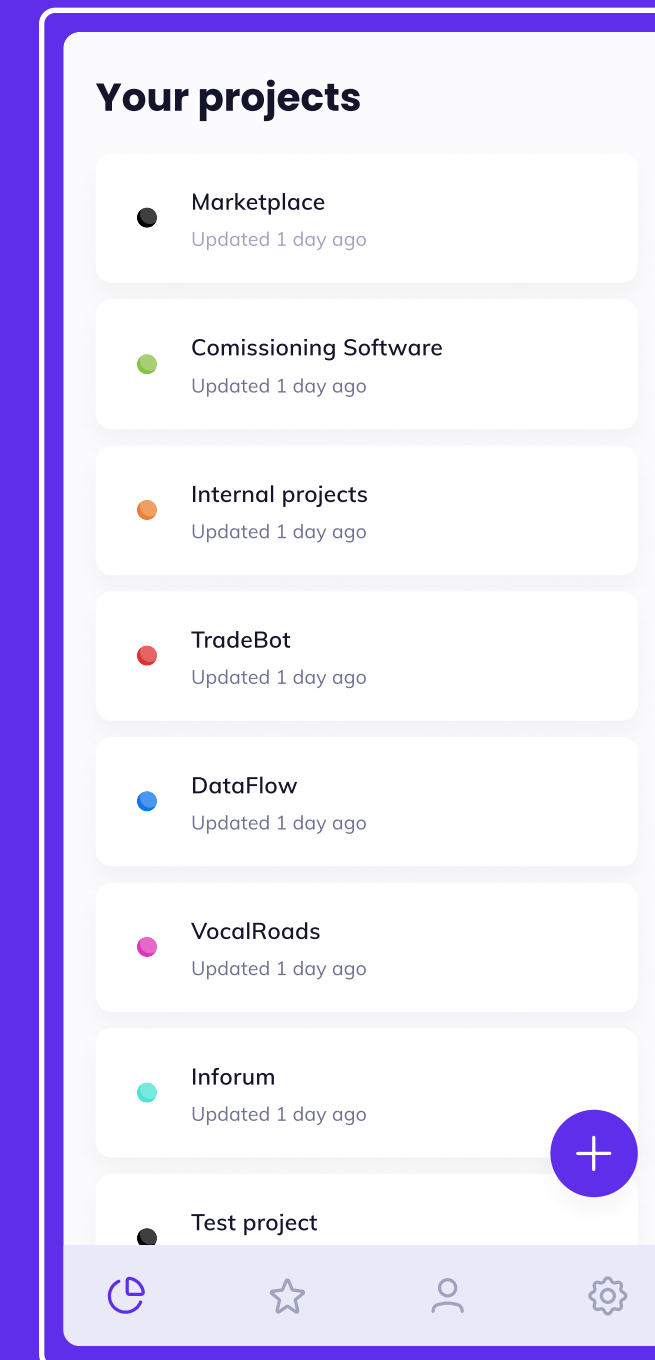 Your projects
Marketplace
Updated 1 day ago
Comissioning Software
Updated 1 day ago
Internal projects
Updated 1 day ago
TradeBot
Updated 1 day ago
DataFlow
Updated 1 day ago
VocalRoads
Updated 1 day ago
Inforum
Updated 1 day ago
Test project